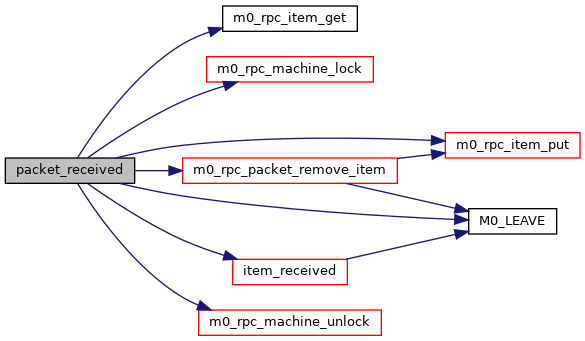 m0_rpc_item_get
m0_rpc_machine_lock
m0_rpc_item_put
packet_received
m0_rpc_packet_remove_item
M0_LEAVE
item_received
m0_rpc_machine_unlock